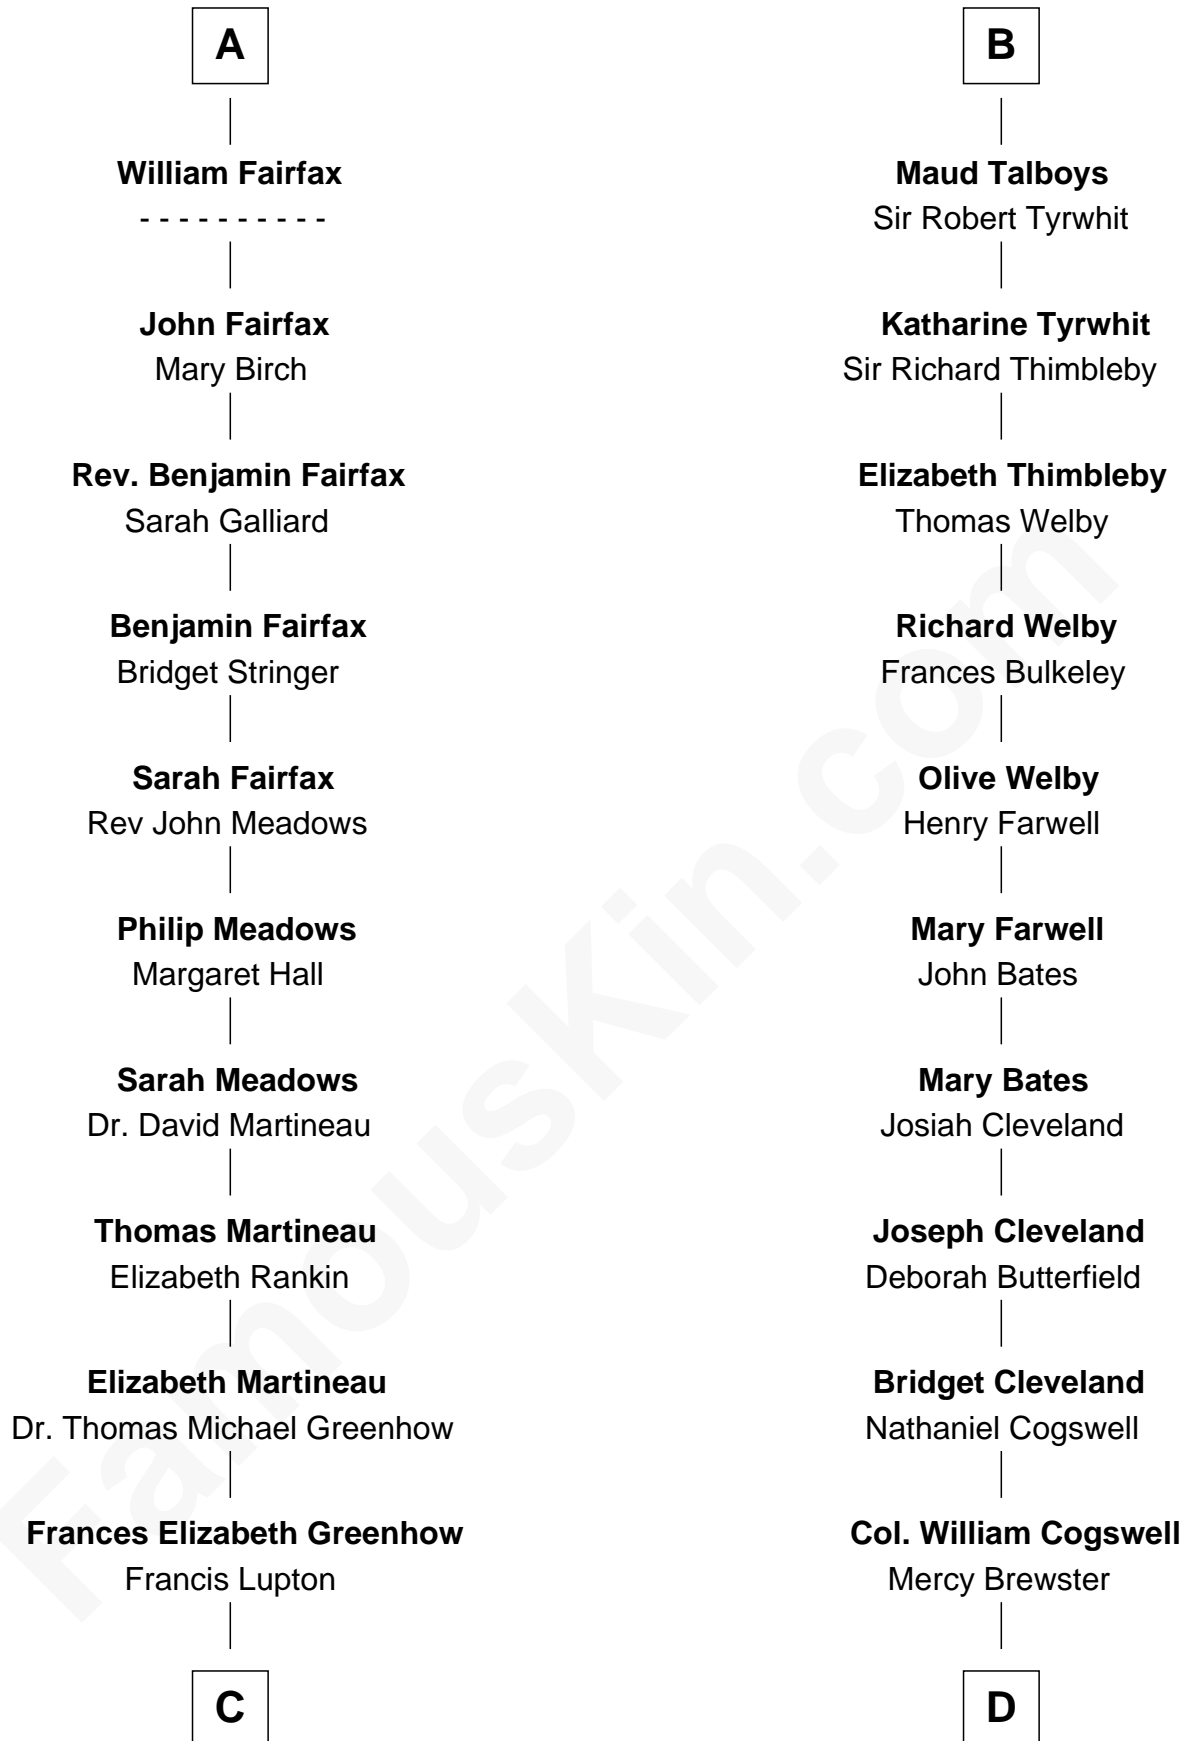 A
William Fairfax
- - - - - - - - - -
John Fairfax
Mary Birch
Rev. Benjamin Fairfax
Sarah Galliard
Benjamin Fairfax
Bridget Stringer
Sarah Fairfax
Rev John Meadows
Philip Meadows
Margaret Hall
Sarah Meadows
Dr. David Martineau
Thomas Martineau
Elizabeth Rankin
Elizabeth Martineau
Dr. Thomas Michael Greenhow
Frances Elizabeth Greenhow
Francis Lupton
C
B
Maud Talboys
Sir Robert Tyrwhit
Katharine Tyrwhit
Sir Richard Thimbleby
Elizabeth Thimbleby
Thomas Welby
Richard Welby
Frances Bulkeley
Olive Welby
Henry Farwell
Mary Farwell
John Bates
Mary Bates
Josiah Cleveland
Joseph Cleveland
Deborah Butterfield
Bridget Cleveland
Nathaniel Cogswell
Col. William Cogswell
Mercy Brewster
D
FamousKin.com